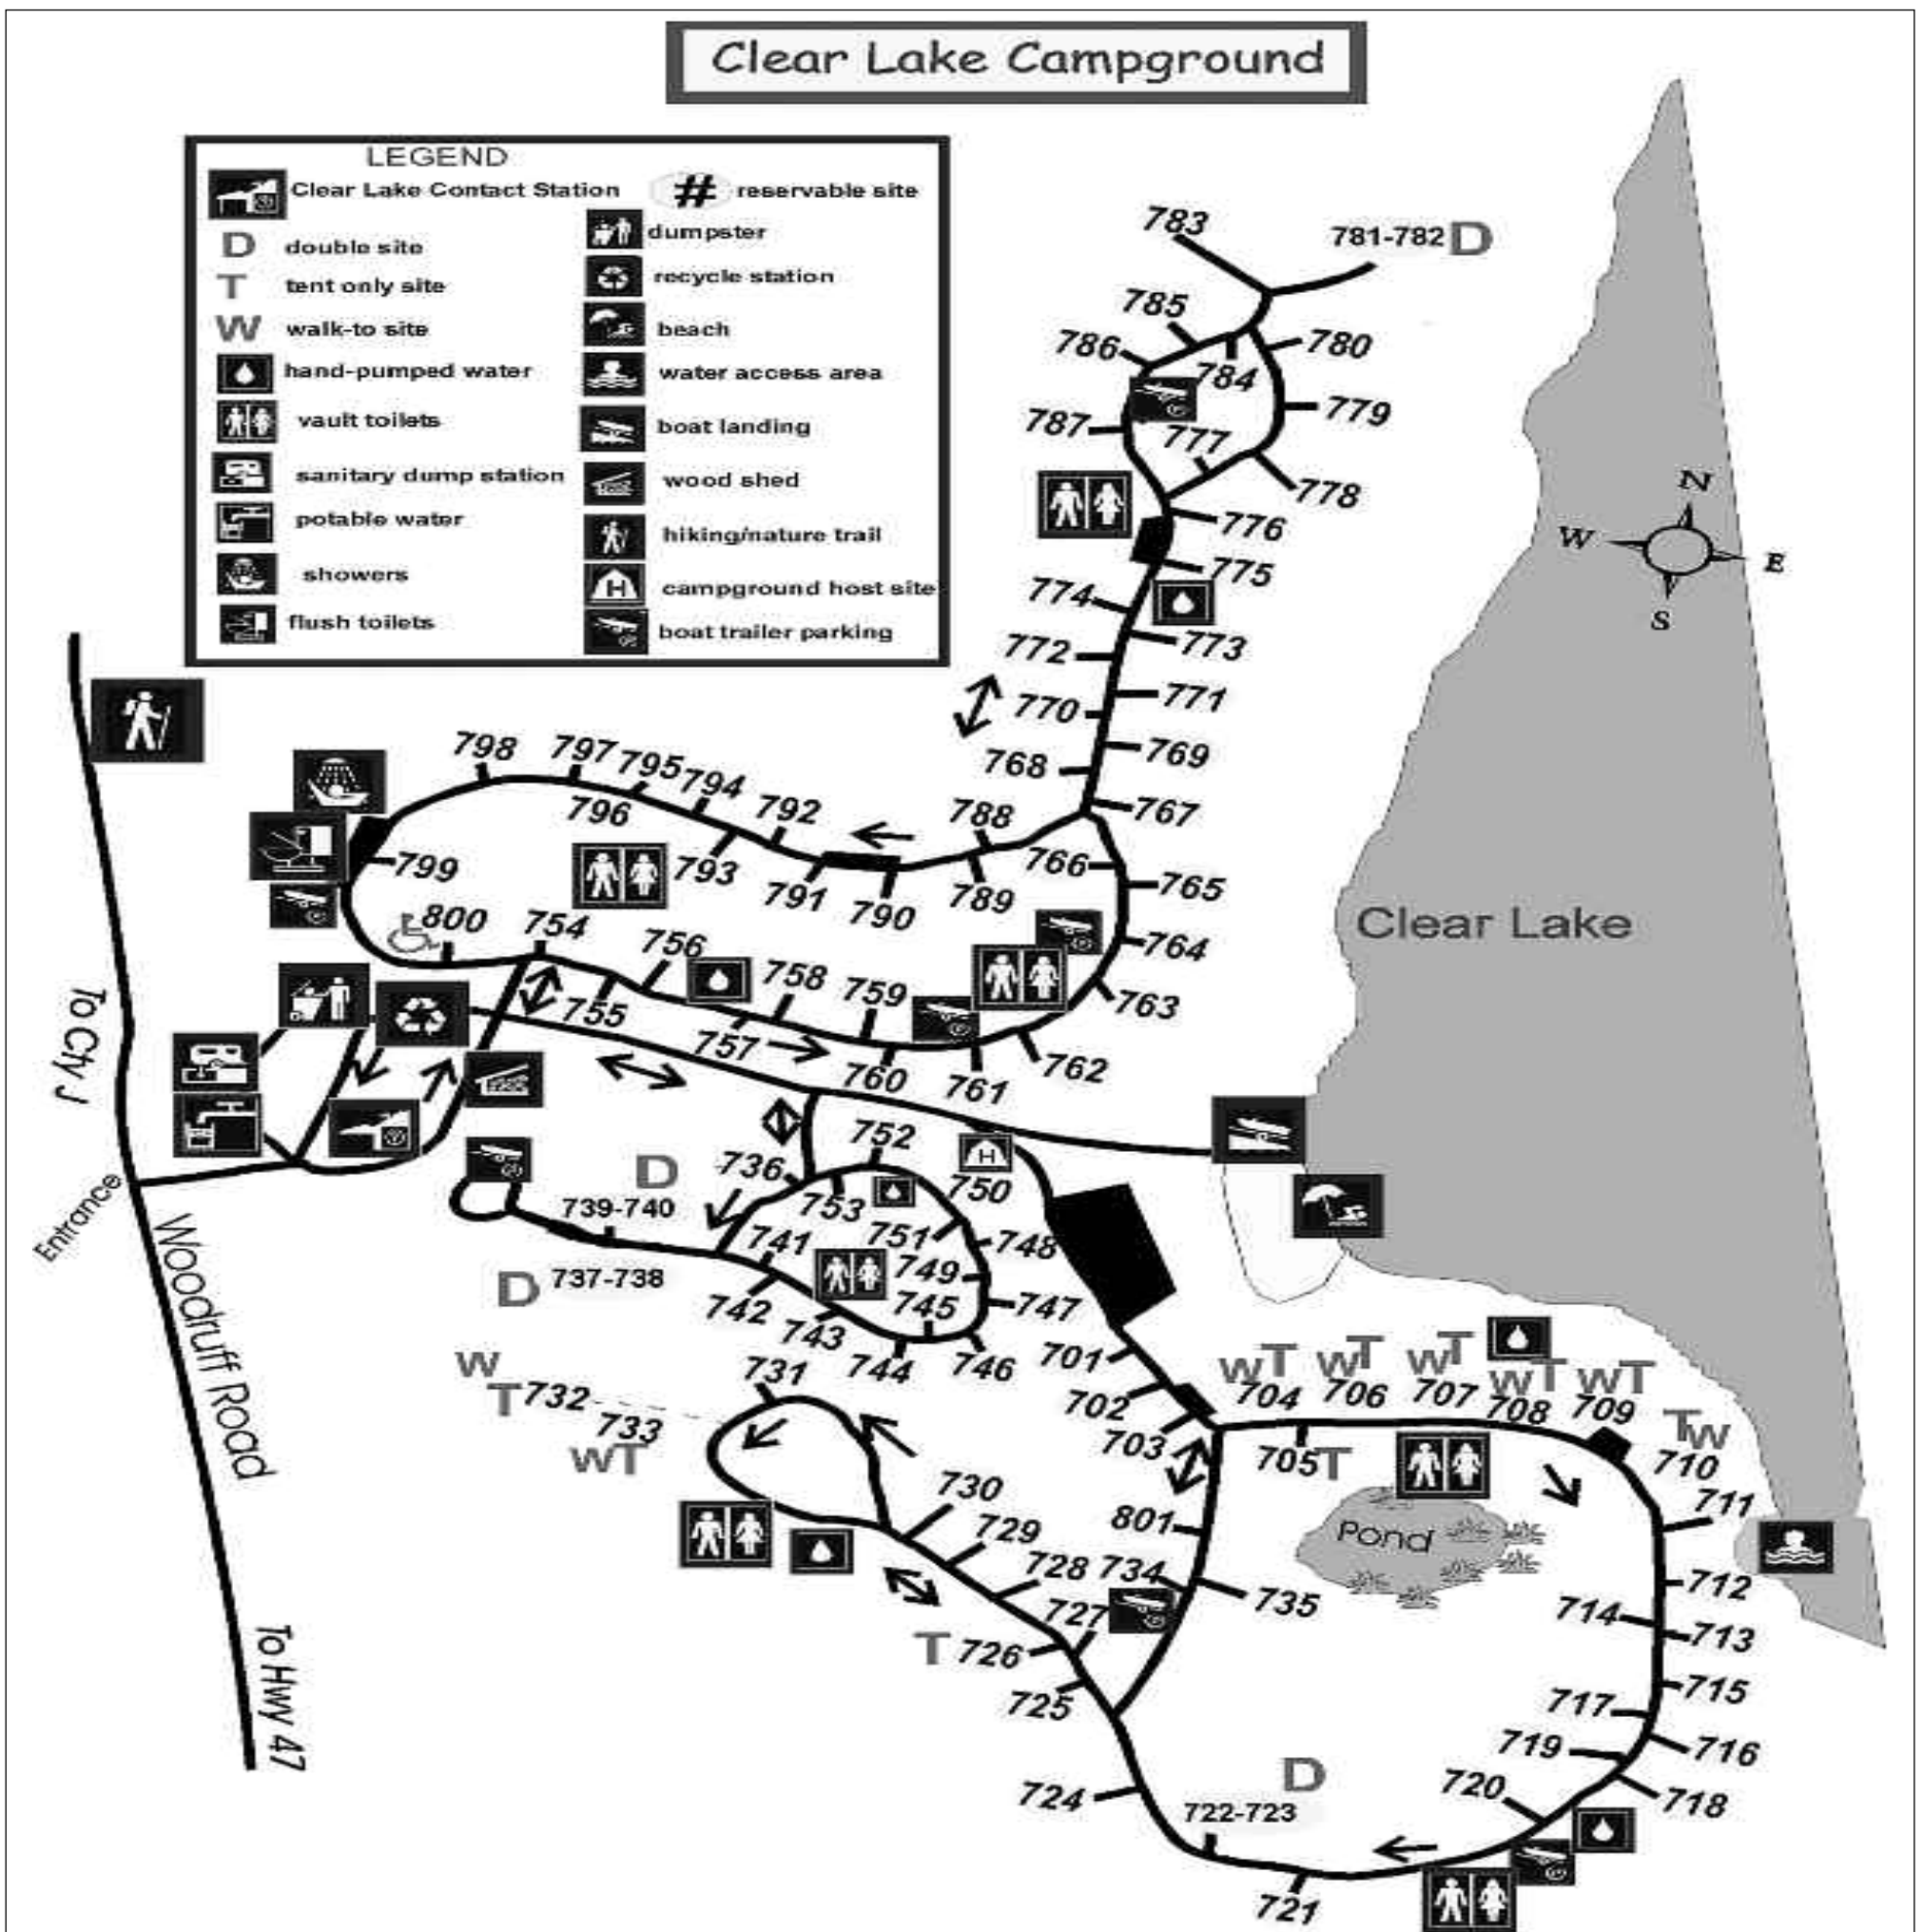 Clear Lake Campground
LEGEND
Clear Lake Contact Station
# reservable site
D double site
dumpster
T tent only site
recycle station
W walk-to site
beach
hand-pumped water
water access area
vault toilets
boat landing
sanitary dump station
wood shed
potable water
hiking/nature trail
showers
H campground host site
flush toilets
boat trailer parking
783
781-782 D
785
780
786
784
779
787
777
778
776
775
774
773
772
771
770
769
768
767
N
W
E
S
798
797
795
794
792
796
788
766
793
799
791
790
789
765
800
754
756
764
758
759
763
755
757
762
760
761
Clear Lake
To Cty J
752
H
736
750
D
739-740
753
751
748
741
D 737-738
749
745
747
742
743
744
746
Entrance
Woodruff Road
To Hwy 47
701
702
703
W T
704
W T
706
W T
707
W T
708
W T
709
T W
710
705 T
W
T 732
731
733
W T
711
730
729
728
801
734
735
Pond
712
714
713
727
T 726
725
715
717
716
719
718
720
D
722-723
724
721